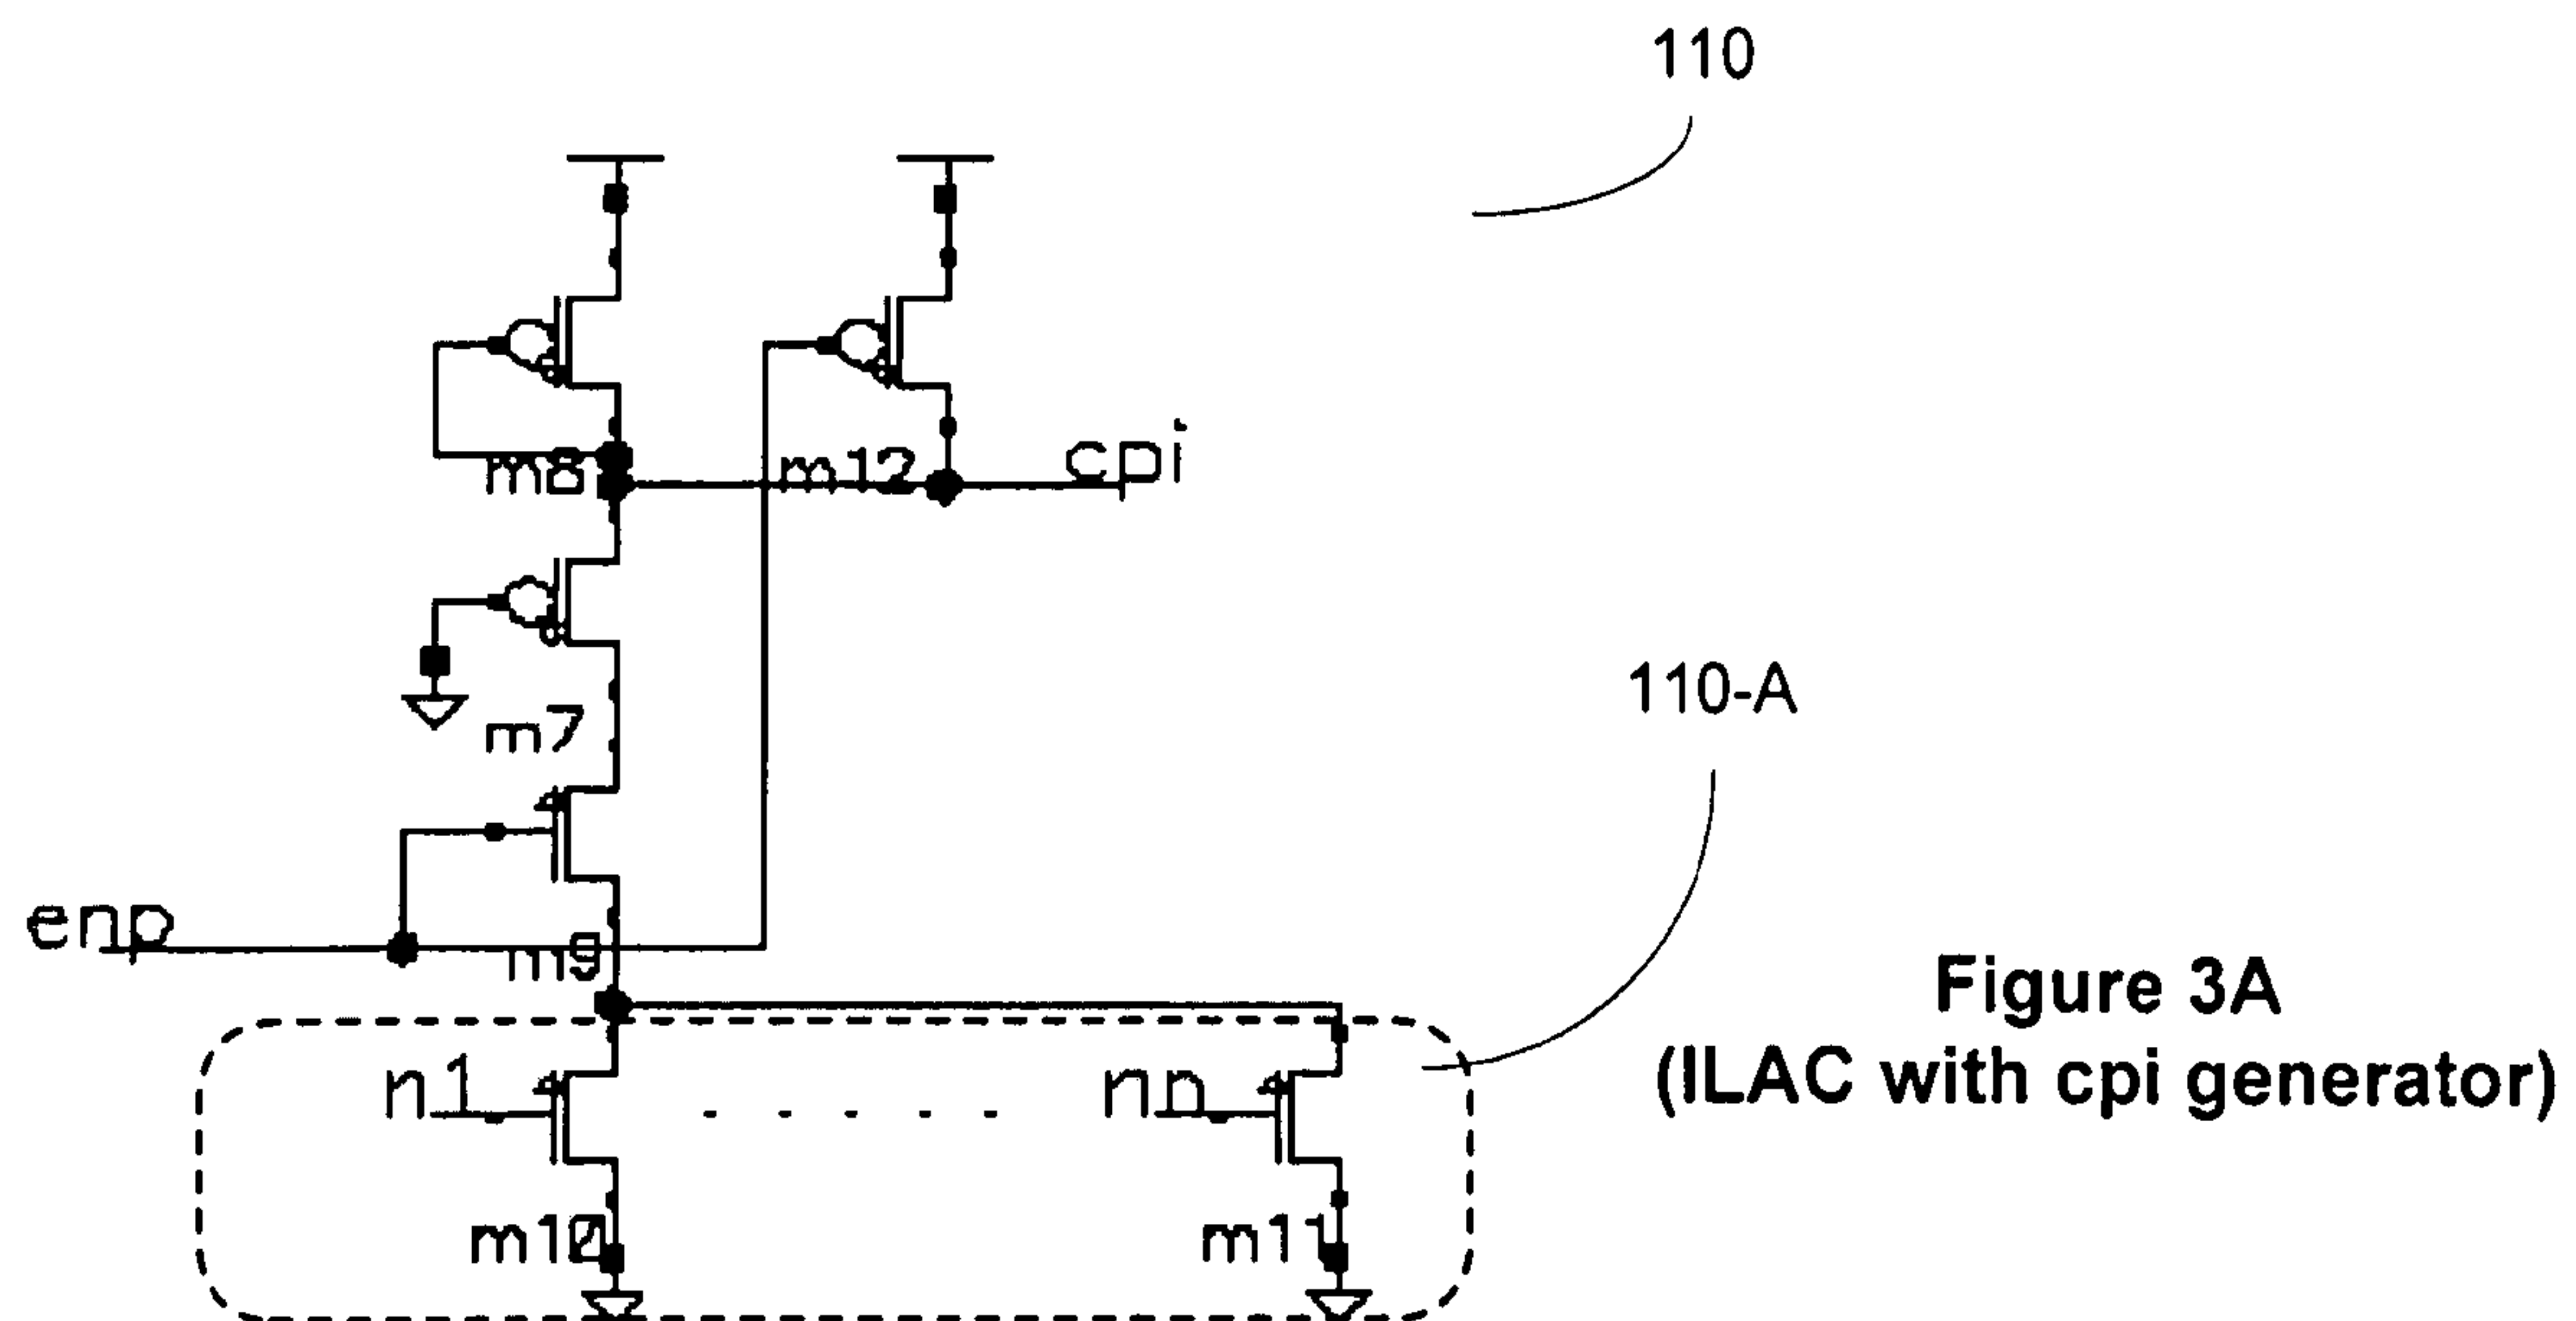 110
m8
m12
cpi
m7
110-A
enp
m9
Figure 3A
(ILAC with cpi generator)
n1
nn
m10
m11